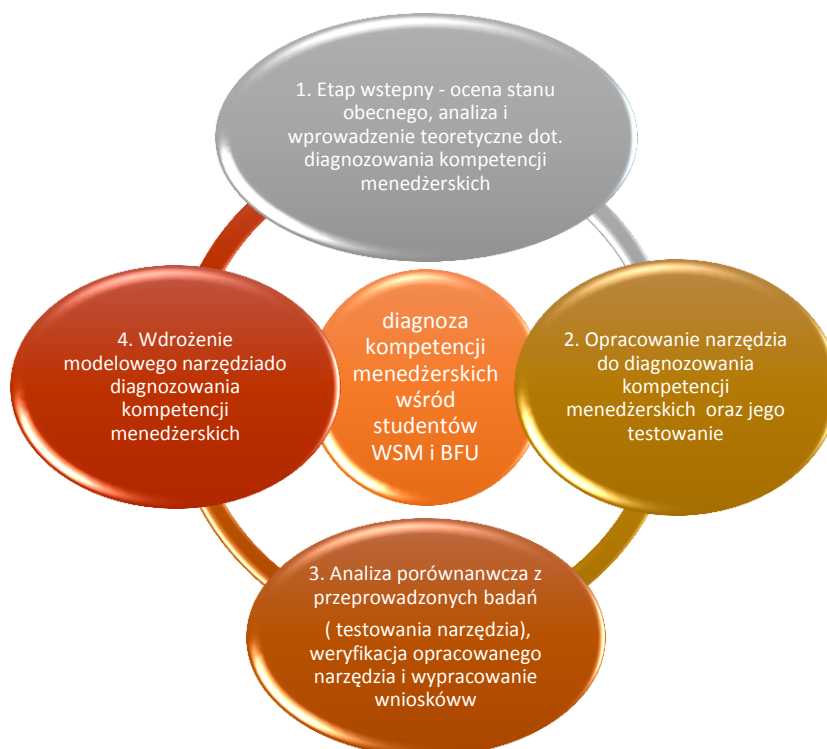 1. Etap wstepny - ocena stanu
obecnego, analiza i
wprowadzenie teoretyczne dot.
diagnozowania kompetencji
menedżerskich
diagnoza
kompetencji
menedżerskich
wśród
studentów
WSM i BFU
2. Opracowanie narzędzia
do diagnozowania
kompetencji
menedżerskich oraz jego
testowanie
3. Analiza porównanwcza z
przeprowadzonych badań
( testowania narzędzia),
weryfikacja opracowanego
narzędzia i wypracowanie
wnioskóww
4. Wdrożenie
modelowego narzędziado
diagnozowania
kompetencji
menedżerskich